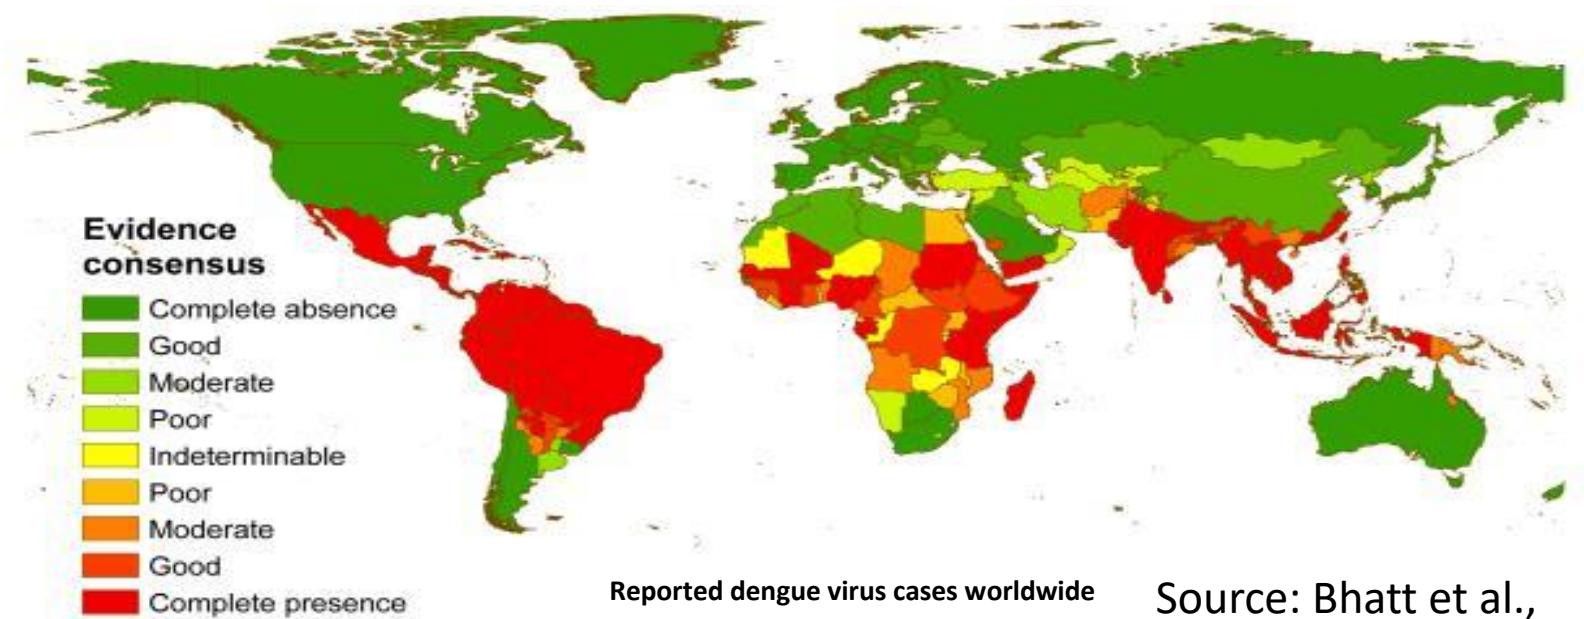 Evidence
consensus
Complete absence
Good
Moderate
Poor
Indeterminable
Poor
Moderate
Good
Complete presence
Reported dengue virus cases worldwide
Source: Bhatt et al.,